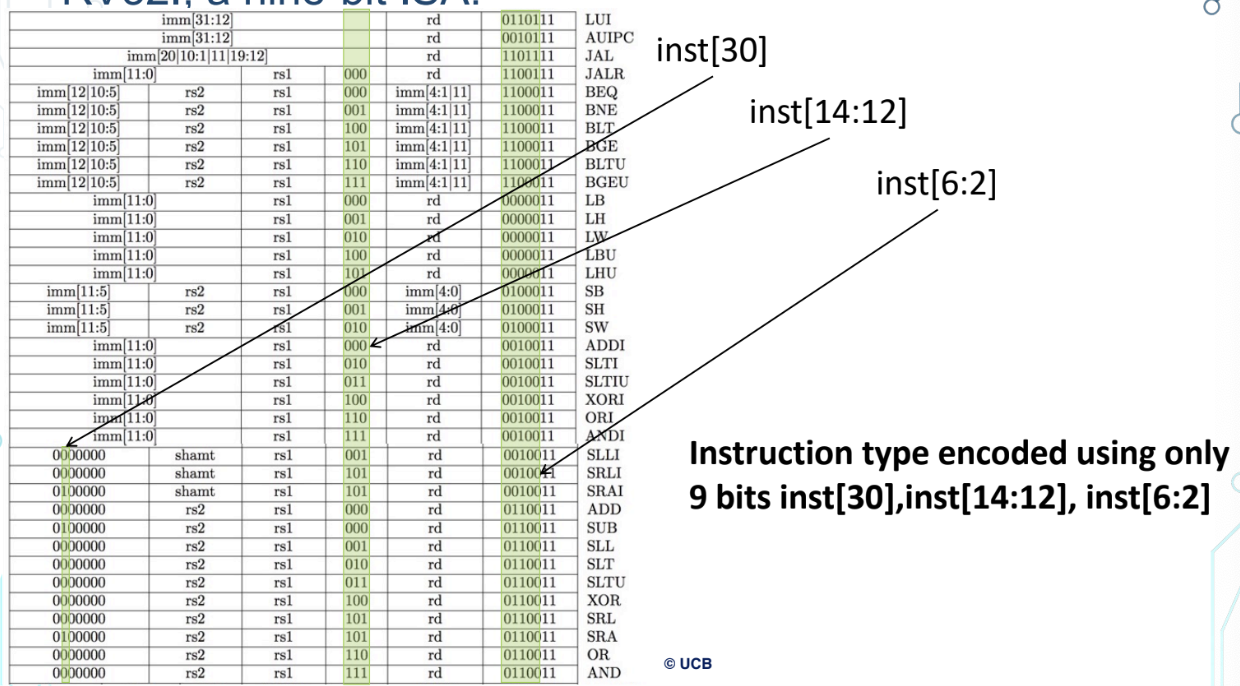 RV32I, a nine-bit ISA!
imm[31:12] rd 0110111 LUI
imm[31:12] rd 0010111 AUIPC
imm[20|10:1|11|19:12] rd 1101111 JAL
imm[11:0] rs1 000 rd 1100111 JALR
imm[12|10:5] rs2 rs1 000 imm[4:1|11] 1100011 BEQ
imm[12|10:5] rs2 rs1 001 imm[4:1|11] 1100011 BNE
imm[12|10:5] rs2 rs1 100 imm[4:1|11] 1100011 BLT
imm[12|10:5] rs2 rs1 101 imm[4:1|11] 1100011 BGE
imm[12|10:5] rs2 rs1 110 imm[4:1|11] 1100011 BLTU
imm[12|10:5] rs2 rs1 111 imm[4:1|11] 1100011 BGEU
imm[11:0] rs1 000 rd 0000011 LB
imm[11:0] rs1 001 rd 0000011 LH
imm[11:0] rs1 010 rd 0000011 LW
imm[11:0] rs1 100 rd 0000011 LBU
imm[11:0] rs1 101 rd 0000011 LHU
imm[11:5] rs2 rs1 000 imm[4:0] 0100011 SB
imm[11:5] rs2 rs1 001 imm[4:0] 0100011 SH
imm[11:5] rs2 rs1 010 imm[4:0] 0100011 SW
imm[11:0] rs1 000 rd 0010011 ADDI
imm[11:0] rs1 010 rd 0010011 SLTI
imm[11:0] rs1 011 rd 0010011 SLTIU
imm[11:0] rs1 100 rd 0010011 XORI
imm[11:0] rs1 110 rd 0010011 ORI
imm[11:0] rs1 111 rd 0010011 ANDI
0000000 shamt rs1 001 rd 0010011 SLLI
0000000 shamt rs1 101 rd 0010011 SRLI
0100000 shamt rs1 101 rd 0010011 SRAI
0000000 rs2 rs1 000 rd 0110011 ADD
0100000 rs2 rs1 000 rd 0110011 SUB
0000000 rs2 rs1 001 rd 0110011 SLL
0000000 rs2 rs1 010 rd 0110011 SLT
0000000 rs2 rs1 011 rd 0110011 SLTU
0000000 rs2 rs1 100 rd 0110011 XOR
0000000 rs2 rs1 101 rd 0110011 SRL
0100000 rs2 rs1 101 rd 0110011 SRA
0000000 rs2 rs1 110 rd 0110011 OR
0000000 rs2 rs1 111 rd 0110011 AND
inst[30]
inst[14:12]
inst[6:2]
Instruction type encoded using only
9 bits inst[30],inst[14:12], inst[6:2]
© UCB